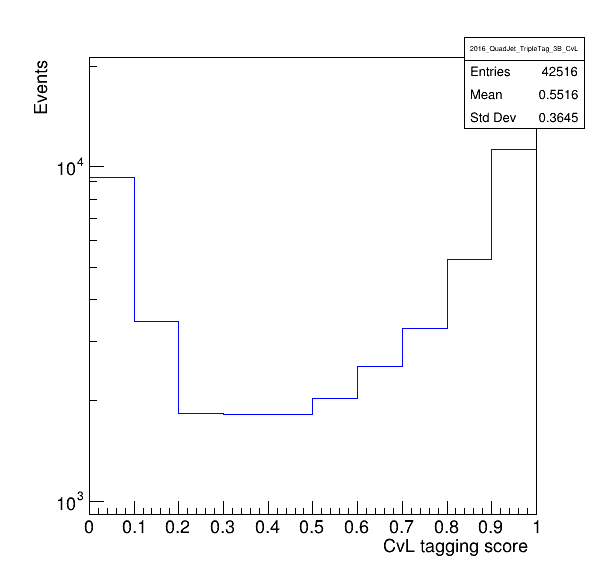 2016_QuadJet_TripleTag_3B_CvL
Entries 42516
Mean 0.5516
Std Dev 0.3645
Events
10^4
10^3
0 0.1 0.2 0.3 0.4 0.5 0.6 0.7 0.8 0.9 1
CvL tagging score